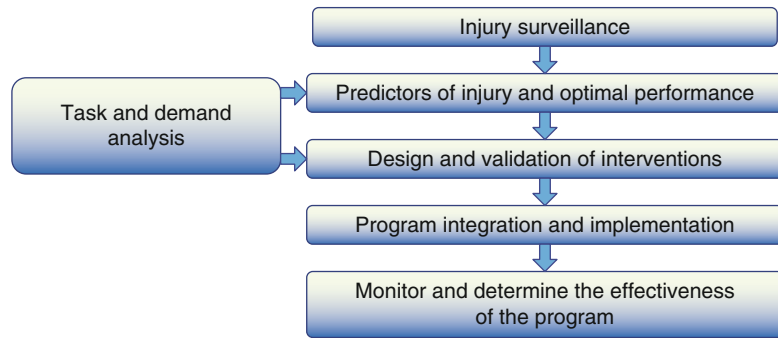 Injury surveillance
Task and demand
analysis
Predictors of injury and optimal performance
Design and validation of interventions
Program integration and implementation
Monitor and determine the effectiveness
of the program